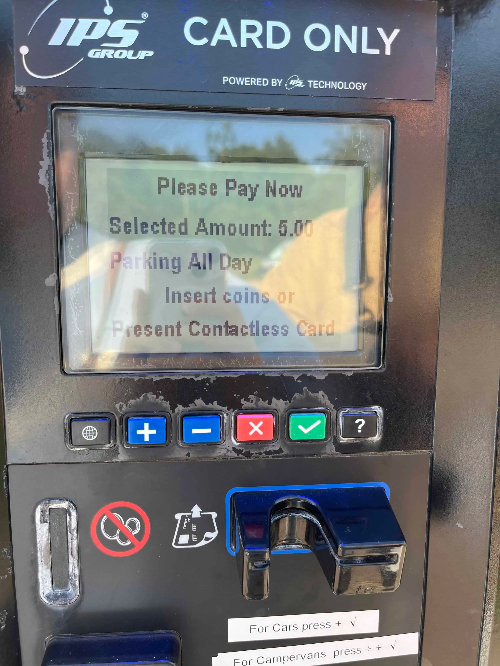 IPS GROUP
CARD ONLY
POWERED BY IPS TECHNOLOGY
Please Pay Now
Selected Amount: 5.00
Parking All Day
Insert coins or
Present Contactless Card
+ − × ✓ ?
For Cars press + √
For Campervans press + + √